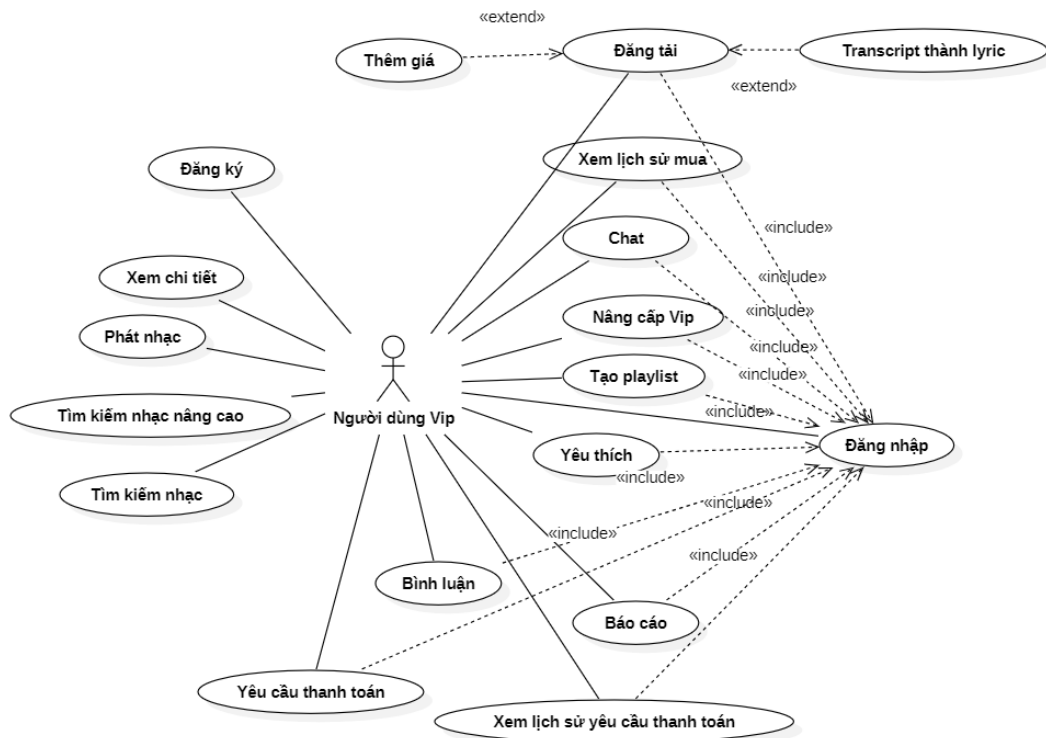 «extend»
Thêm giá
Đăng tải
Transcript thành lyric
«extend»
Đăng ký
Xem lịch sử mua
Chat
«include»
Xem chi tiết
«include»
Phát nhạc
Nâng cấp Vip
«include»
«include»
Tạo playlist
Tìm kiếm nhạc nâng cao
Người dùng Vip
«include»
Đăng nhập
Yêu thích
«include»
Tìm kiếm nhạc
«include»
«include»
«include»
Bình luận
Báo cáo
Yêu cầu thanh toán
Xem lịch sử yêu cầu thanh toán